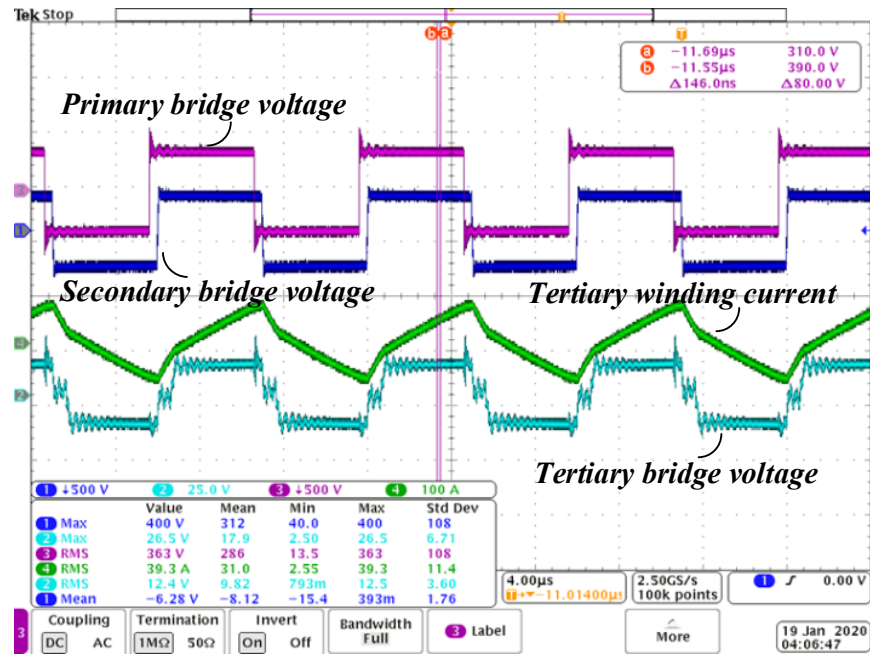 Tek Stop
b a
T
T
a −11.69µs 310.0 V
b −11.55µs 390.0 V
Δ146.0ns Δ80.00 V
Primary bridge voltage
3
1
Secondary bridge voltage
Tertiary winding current
4
2
Tertiary bridge voltage
1 ↓500 V 2 25.0 V 3 ↓500 V 4 100 A
Value Mean Min Max Std Dev
1 Max 400 V 312 40.0 400 108
2 Max 26.5 V 17.9 2.50 26.5 6.71
3 RMS 363 V 286 13.5 363 108
4 RMS 39.3 A 31.0 2.55 39.3 11.4
2 RMS 12.4 V 9.82 793m 12.5 3.60
1 Mean −6.28 V −8.12 −15.4 393m 1.76
4.00µs
T→▼−11.01400µs
2.50GS/s
100k points
1 ∫ 0.00 V
3
Coupling
DC AC
Termination
1MΩ 50Ω
Invert
On Off
Bandwidth
Full
3 Label
More
19 Jan 2020
04:06:47